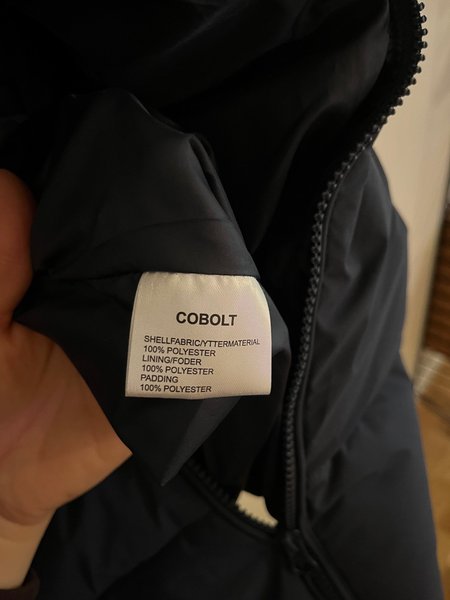 COBOLT
SHELLFABRIC/YTTERMATERIAL
100% POLYESTER
LINING/FODER
100% POLYESTER
PADDING
100% POLYESTER